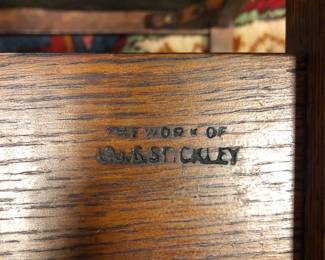 THE WORK OF
L. & J.G. STICKLEY